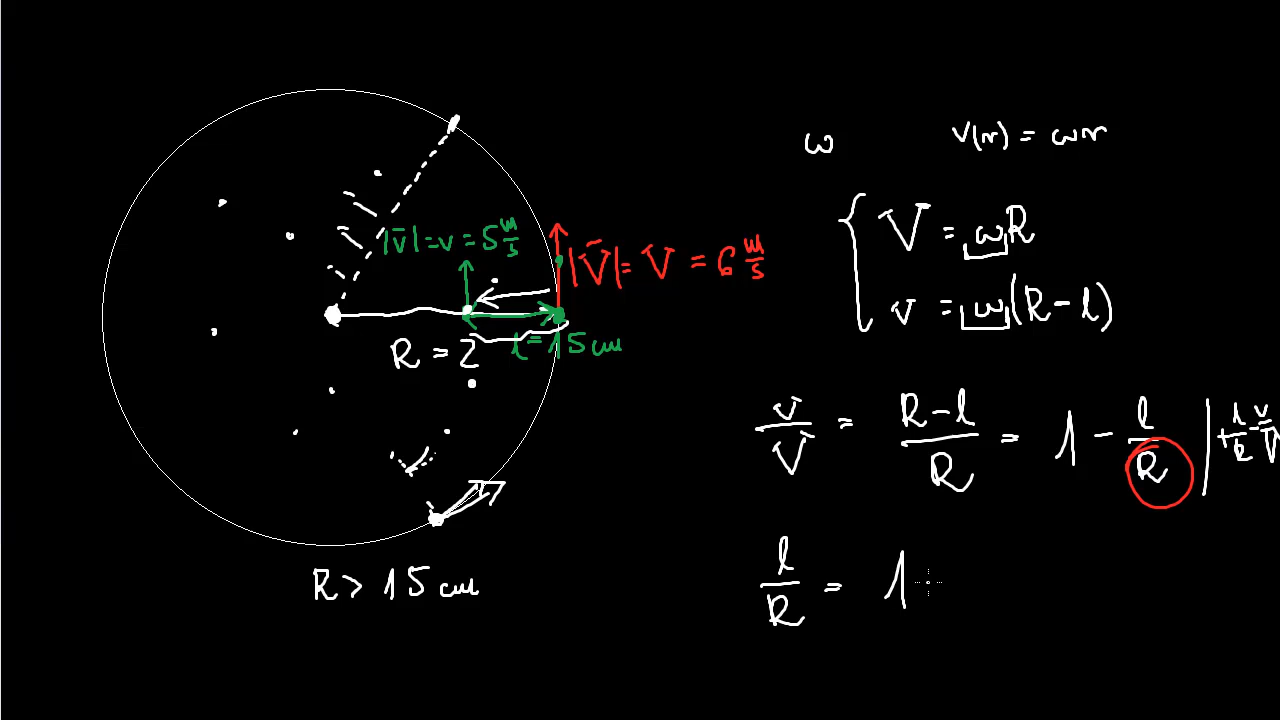 ω
v(r) = ωr
V = ωR
v = ω(R-l)
|v̄| = v = 5 m/s
|V̄| = V = 6 m/s
l = 15 cm
R = ?
v/V = (R-l)/R = 1 - l/R | + l/R - v/V
R > 15 cm
l/R = 1